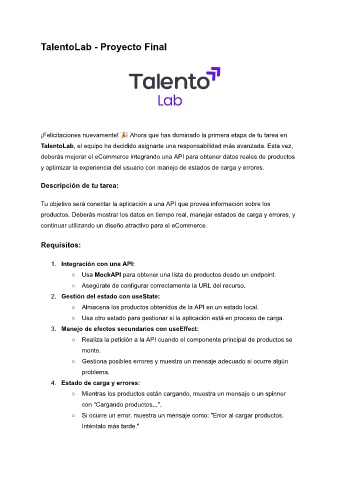 TalentoLab - Proyecto Final
Talento
Lab
¡Felicitaciones nuevamente! 🎉 Ahora que has dominado la primera etapa de tu tarea en
TalentoLab, el equipo ha decidido asignarte una responsabilidad más avanzada. Esta vez,
deberás mejorar el eCommerce integrando una API para obtener datos reales de productos
y optimizar la experiencia del usuario con manejo de estados de carga y errores.
Descripción de tu tarea:
Tu objetivo será conectar la aplicación a una API que provea información sobre los
productos. Deberás mostrar los datos en tiempo real, manejar estados de carga y errores, y
continuar utilizando un diseño atractivo para el eCommerce.
Requisitos:
1. Integración con una API:
○ Usa MockAPI para obtener una lista de productos desde un endpoint.
○ Asegúrate de configurar correctamente la URL del recurso.
2. Gestión del estado con useState:
○ Almacena los productos obtenidos de la API en un estado local.
○ Use otro estado para gestionar si la aplicación está en proceso de carga.
3. Manejo de efectos secundarios con useEffect:
○ Realiza la petición a la API cuando el componente principal de productos se
monte.
○ Gestiona posibles errores y muestra un mensaje adecuado si ocurre algún
problema.
4. Estado de carga y errores:
○ Mientras los productos están cargando, muestra un mensaje o un spinner
con "Cargando productos...".
○ Si ocurre un error, muestra un mensaje como: "Error al cargar productos.
Inténtalo más tarde."